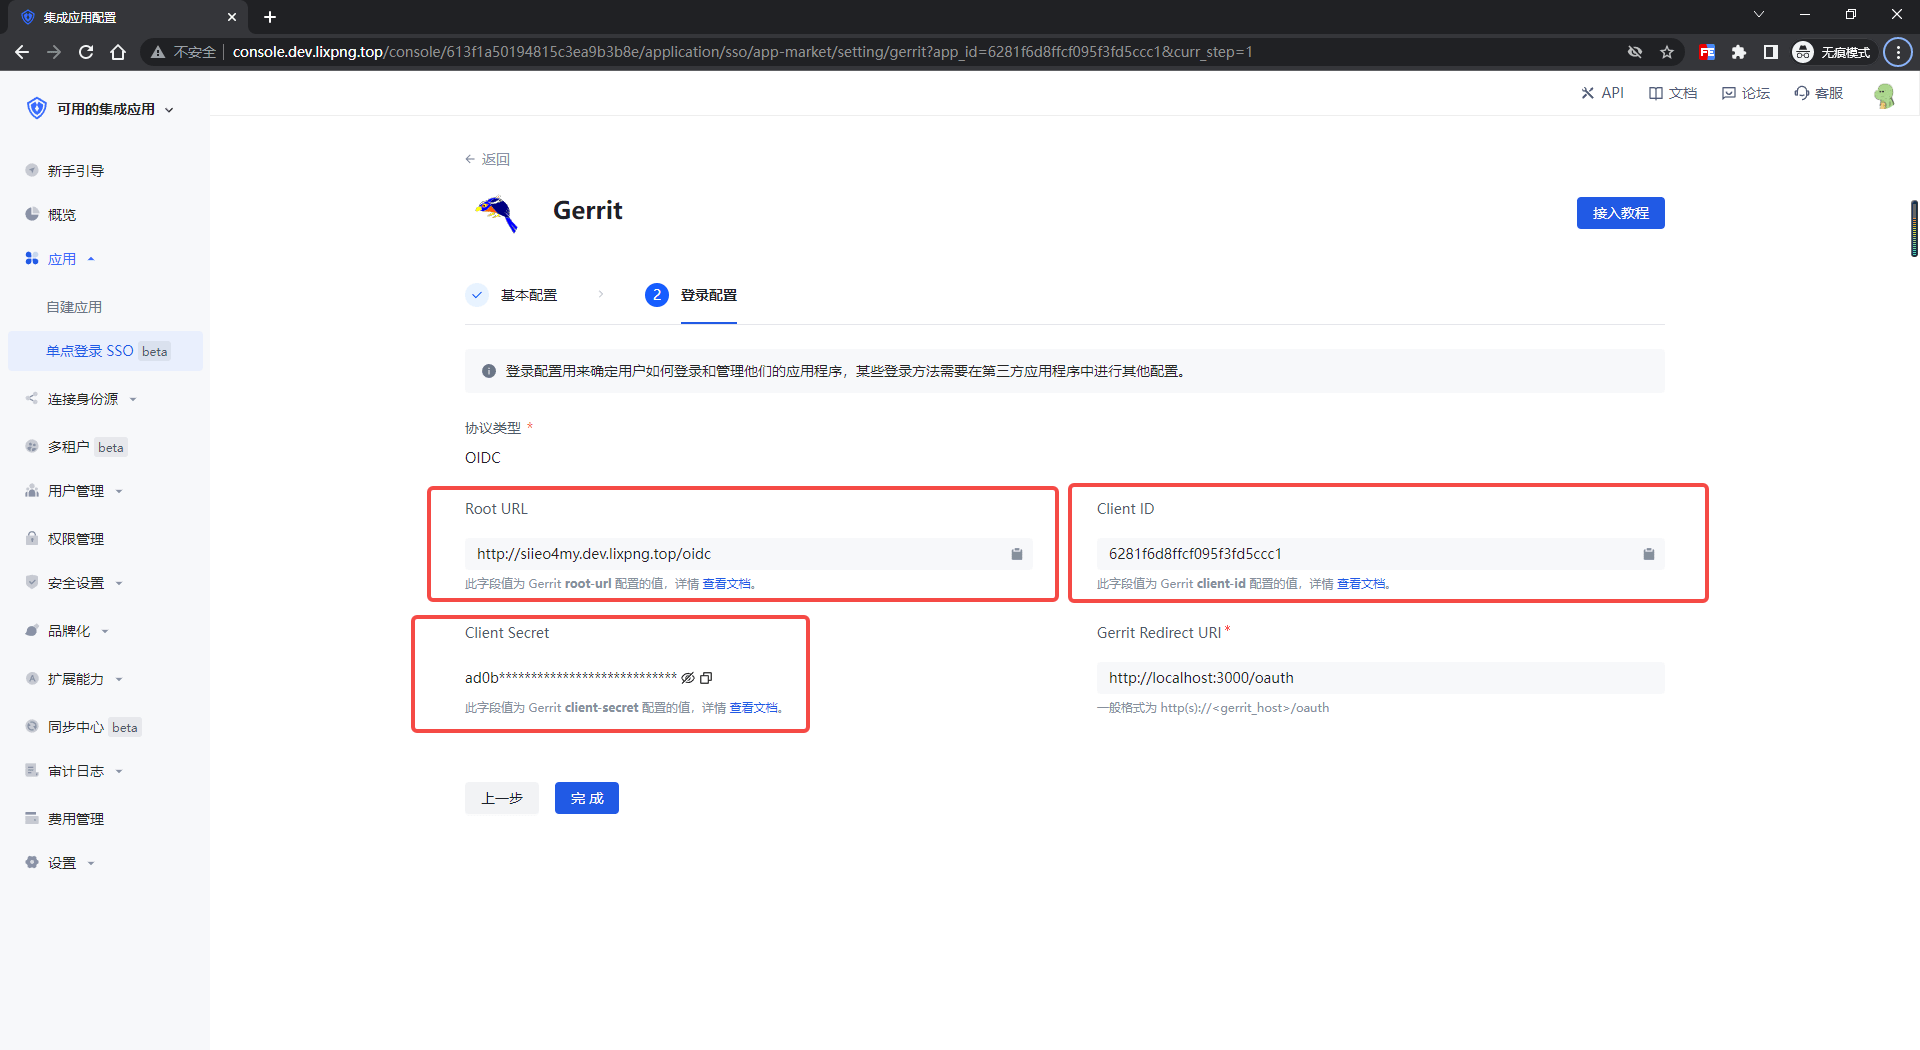 集成应用配置
不安全
console.dev.lixpng.top/console/613f1a50194815c3ea9b3b8e/application/sso/app-market/setting/gerrit?app_id=6281f6d8ffcf095f3fd5ccc1&curr_step=1
FE
无痕模式
可用的集成应用
API
文档
论坛
客服
新手引导
概览
应用
自建应用
单点登录 SSO beta
连接身份源
多租户 beta
用户管理
权限管理
安全设置
品牌化
扩展能力
同步中心 beta
审计日志
费用管理
设置
返回
Gerrit
接入教程
基本配置
2 登录配置
登录配置用来确定用户如何登录和管理他们的应用程序，某些登录方法需要在第三方应用程序中进行其他配置。
协议类型 *
OIDC
Root URL
http://siieo4my.dev.lixpng.top/oidc
此字段值为 Gerrit root-url 配置的值，详情 查看文档。
Client ID
6281f6d8ffcf095f3fd5ccc1
此字段值为 Gerrit client-id 配置的值，详情 查看文档。
Client Secret
ad0b****************************
此字段值为 Gerrit client-secret 配置的值，详情 查看文档。
Gerrit Redirect URI *
http://localhost:3000/oauth
一般格式为 http(s)://<gerrit_host>/oauth
上一步
完 成